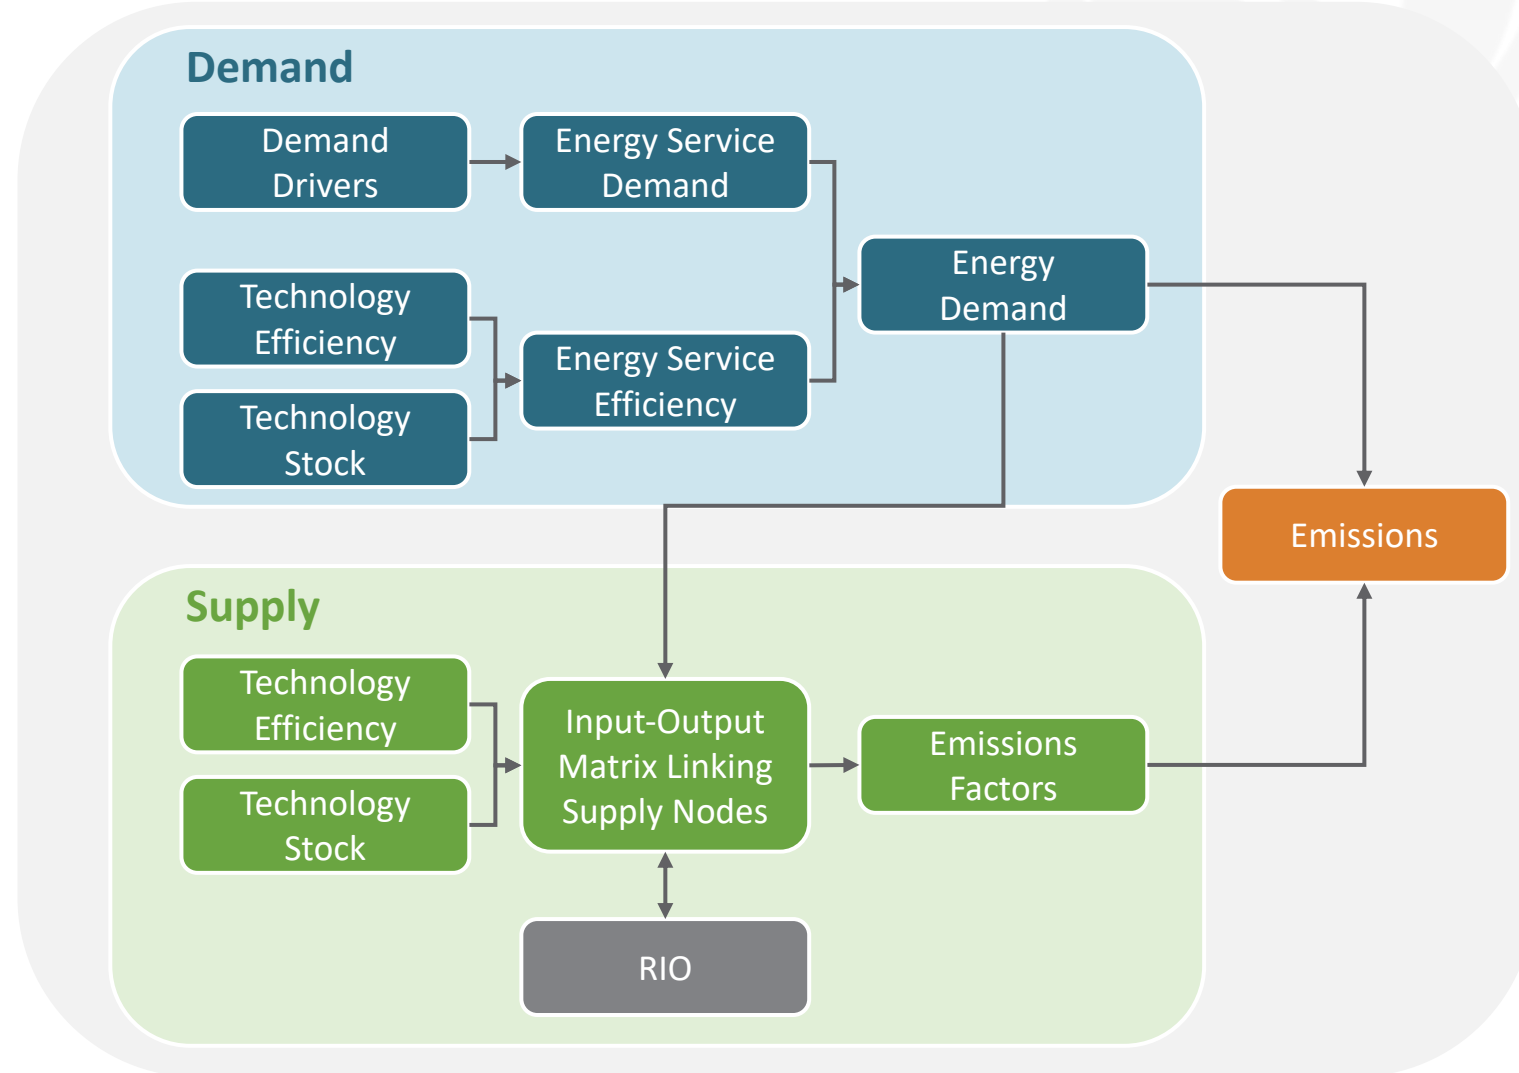 Demand
Demand
Drivers
Energy Service
Demand
Technology
Efficiency
Technology
Stock
Energy Service
Efficiency
Energy
Demand
Emissions
Supply
Technology
Efficiency
Technology
Stock
Input-Output
Matrix Linking
Supply Nodes
Emissions
Factors
RIO